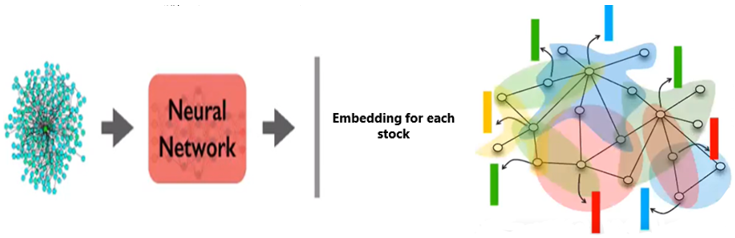 Neural
Network
Embedding for each
stock